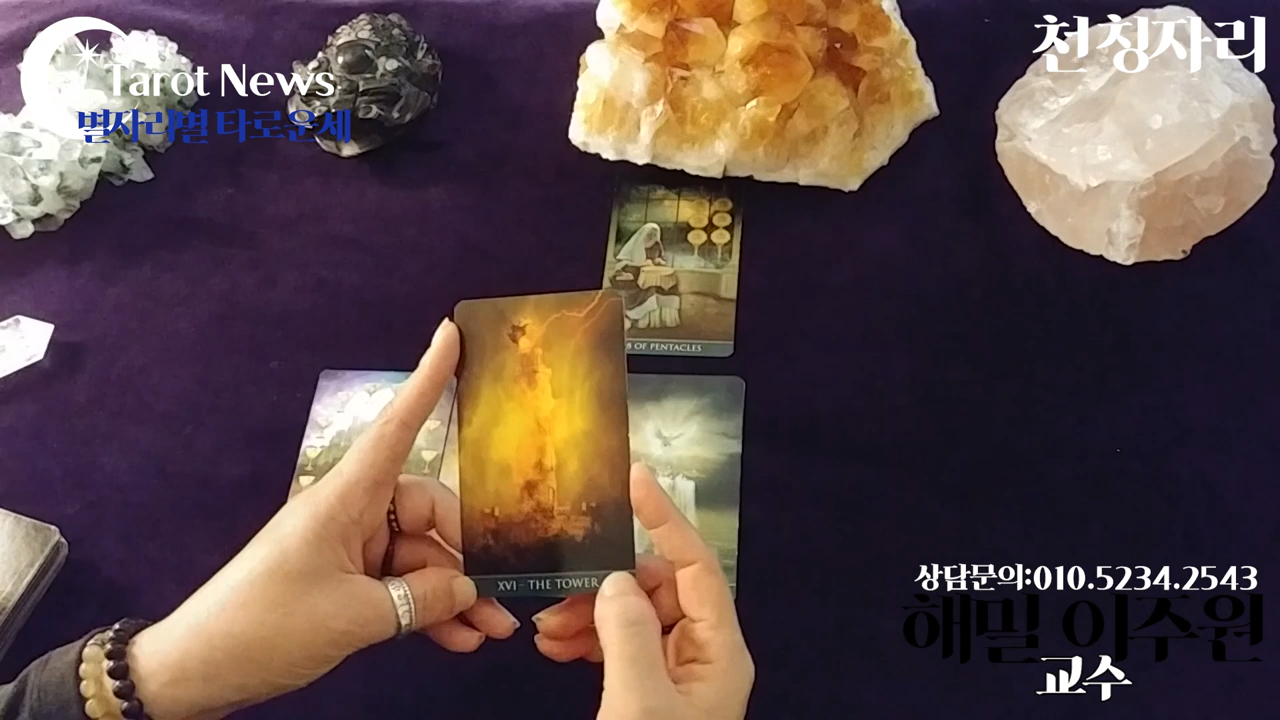 Tarot News
별자리별 타로운세
천칭자리
8 OF PENTACLES
XVI - THE TOWER
상담문의:010.5234.2543
해밀 이주원
교수